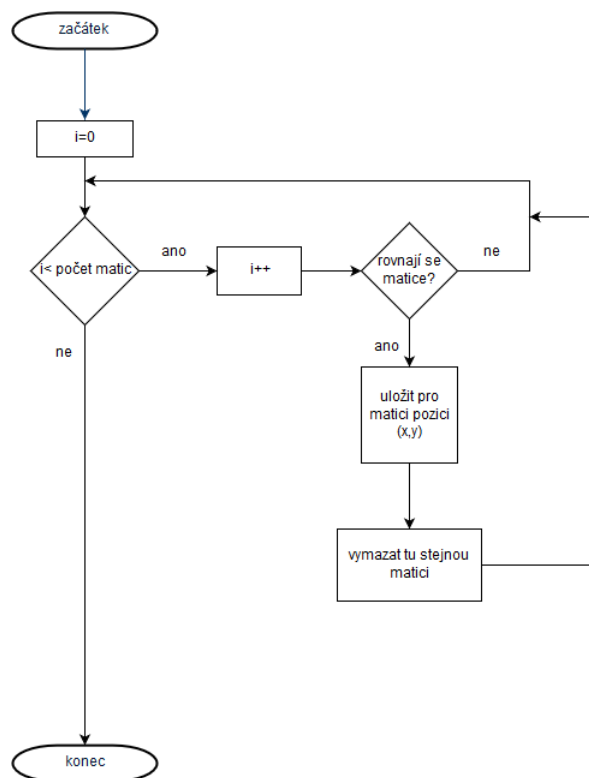 začátek
i=0
i< počet matic
ano
i++
rovnají se
matice?
ne
ne
ano
uložit pro
matici pozici
(x,y)
vymazat tu stejnou
matici
konec